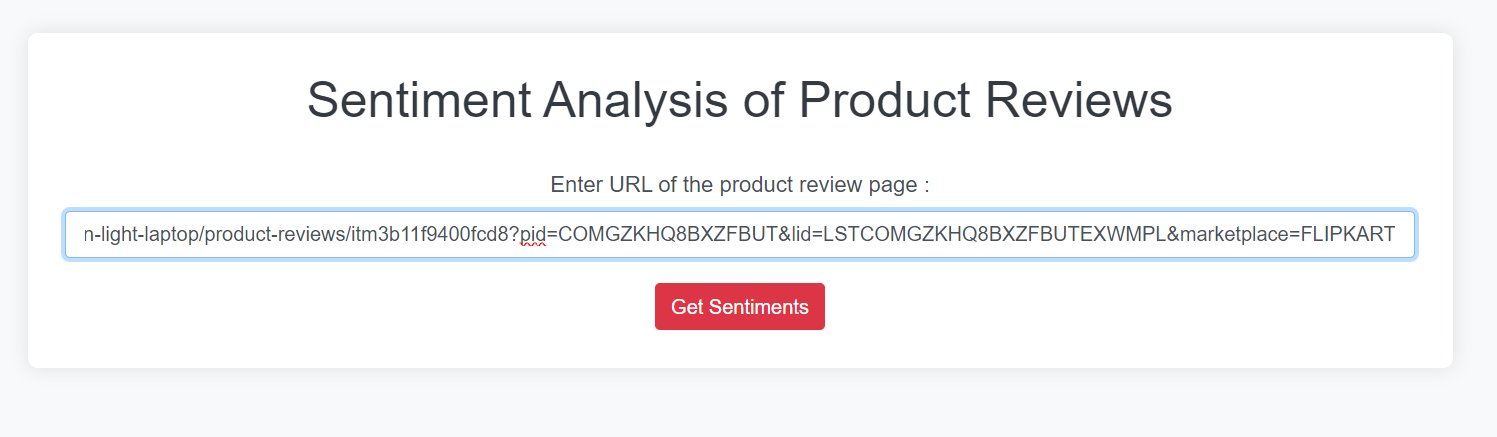 Sentiment Analysis of Product Reviews
Enter URL of the product review page :
n-light-laptop/product-reviews/itm3b11f9400fcd8?pid=COMGZKHQ8BXZFBUT&lid=LSTCOMGZKHQ8BXZFBUTEXWMPL&marketplace=FLIPKART
Get Sentiments